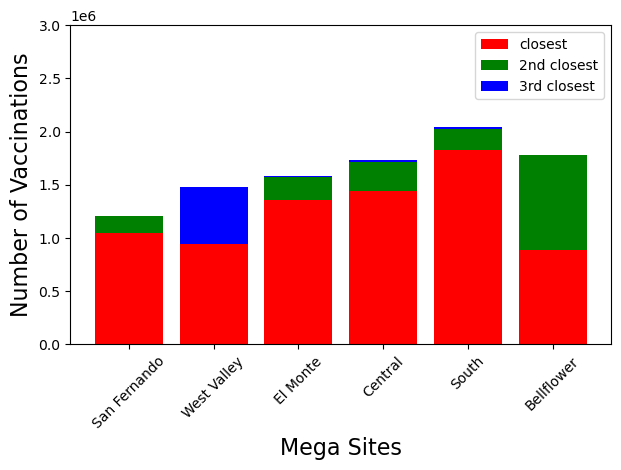 1e6
3.0
2.5
2.0
1.5
1.0
0.5
0.0
Number of Vaccinations
closest
2nd closest
3rd closest
San Fernando
West Valley
El Monte
Central
South
Bellflower
Mega Sites